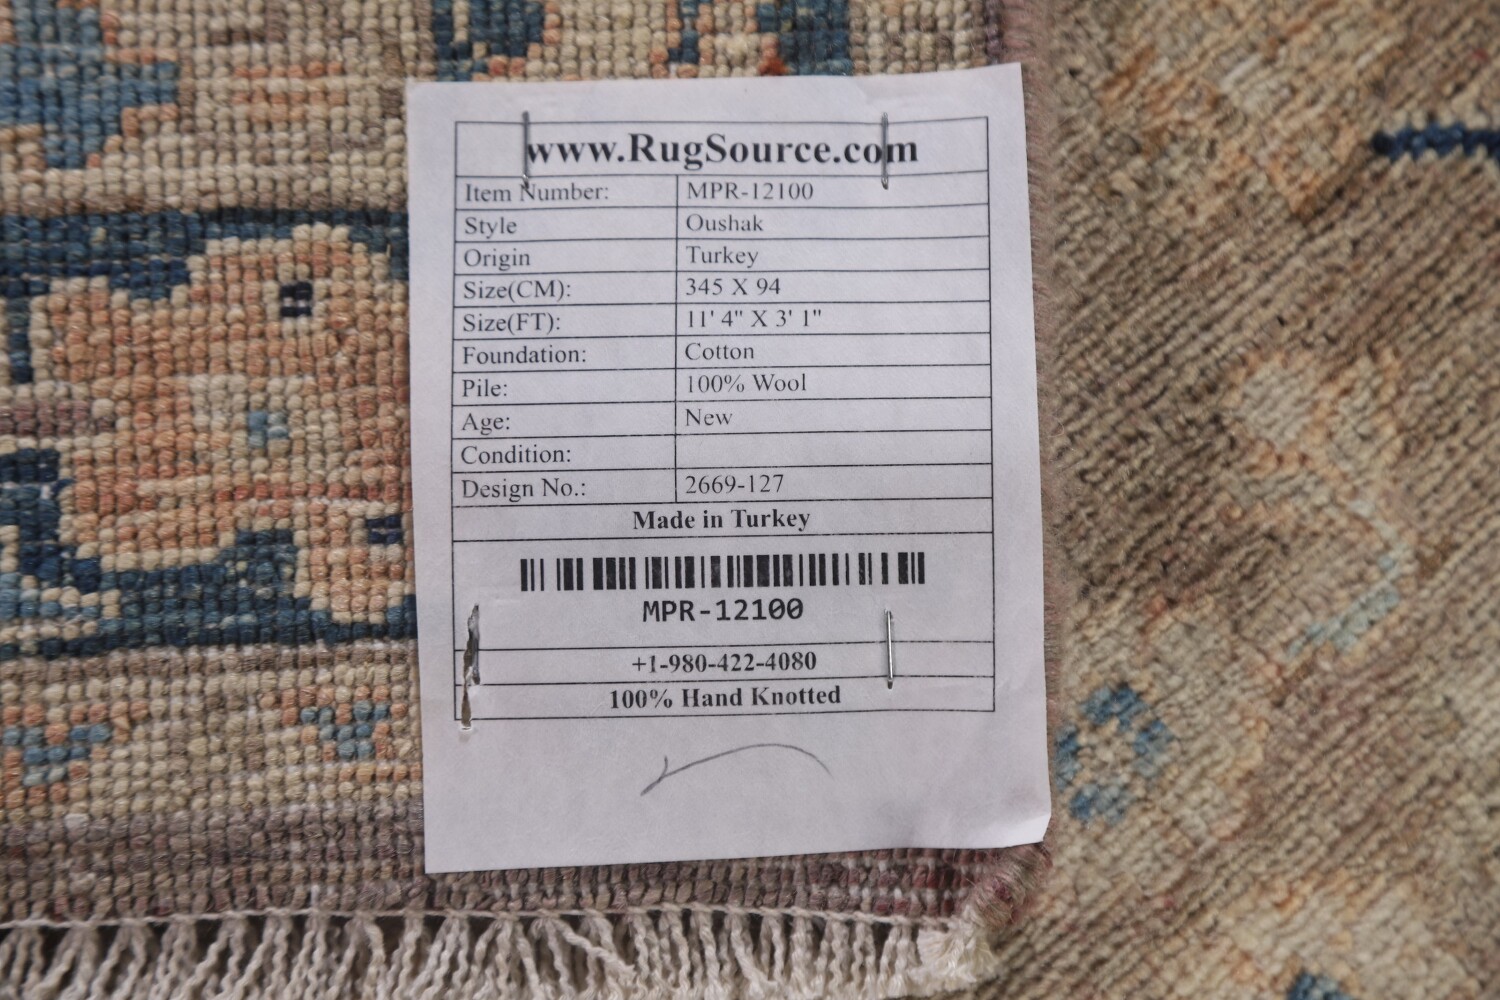 www.RugSource.com
Item Number: MPR-12100
Style Oushak
Origin Turkey
Size(CM): 345 X 94
Size(FT): 11' 4" X 3' 1"
Foundation: Cotton
Pile: 100% Wool
Age: New
Condition:
Design No.: 2669-127
Made in Turkey
MPR-12100
+1-980-422-4080
100% Hand Knotted